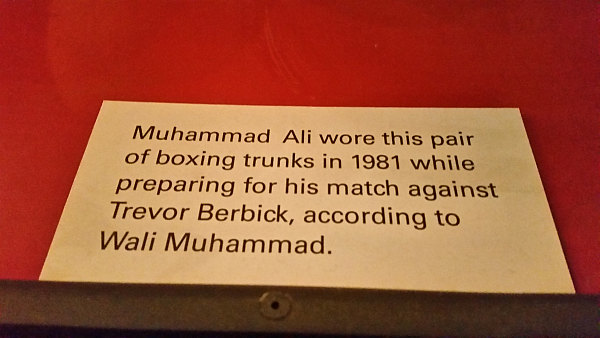 Muhammad Ali wore this pair
of boxing trunks in 1981 while
preparing for his match against
Trevor Berbick, according to
Wali Muhammad.